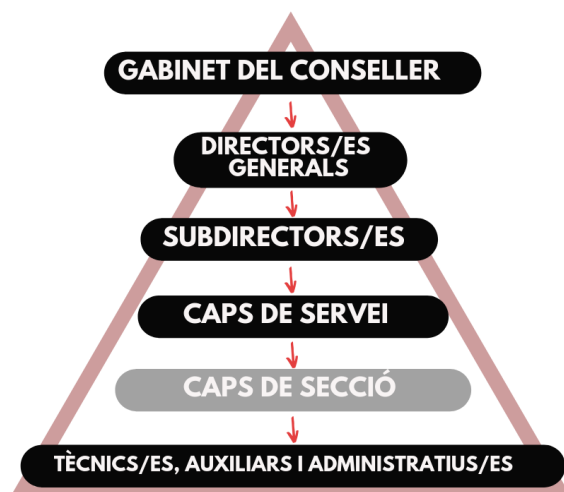 GABINET DEL CONSELLER
DIRECTORS/ES
GENERALS
SUBDIRECTORS/ES
CAPS DE SERVEI
CAPS DE SECCIÓ
TÈCNICS/ES, AUXILIARS I ADMINISTRATIUS/ES